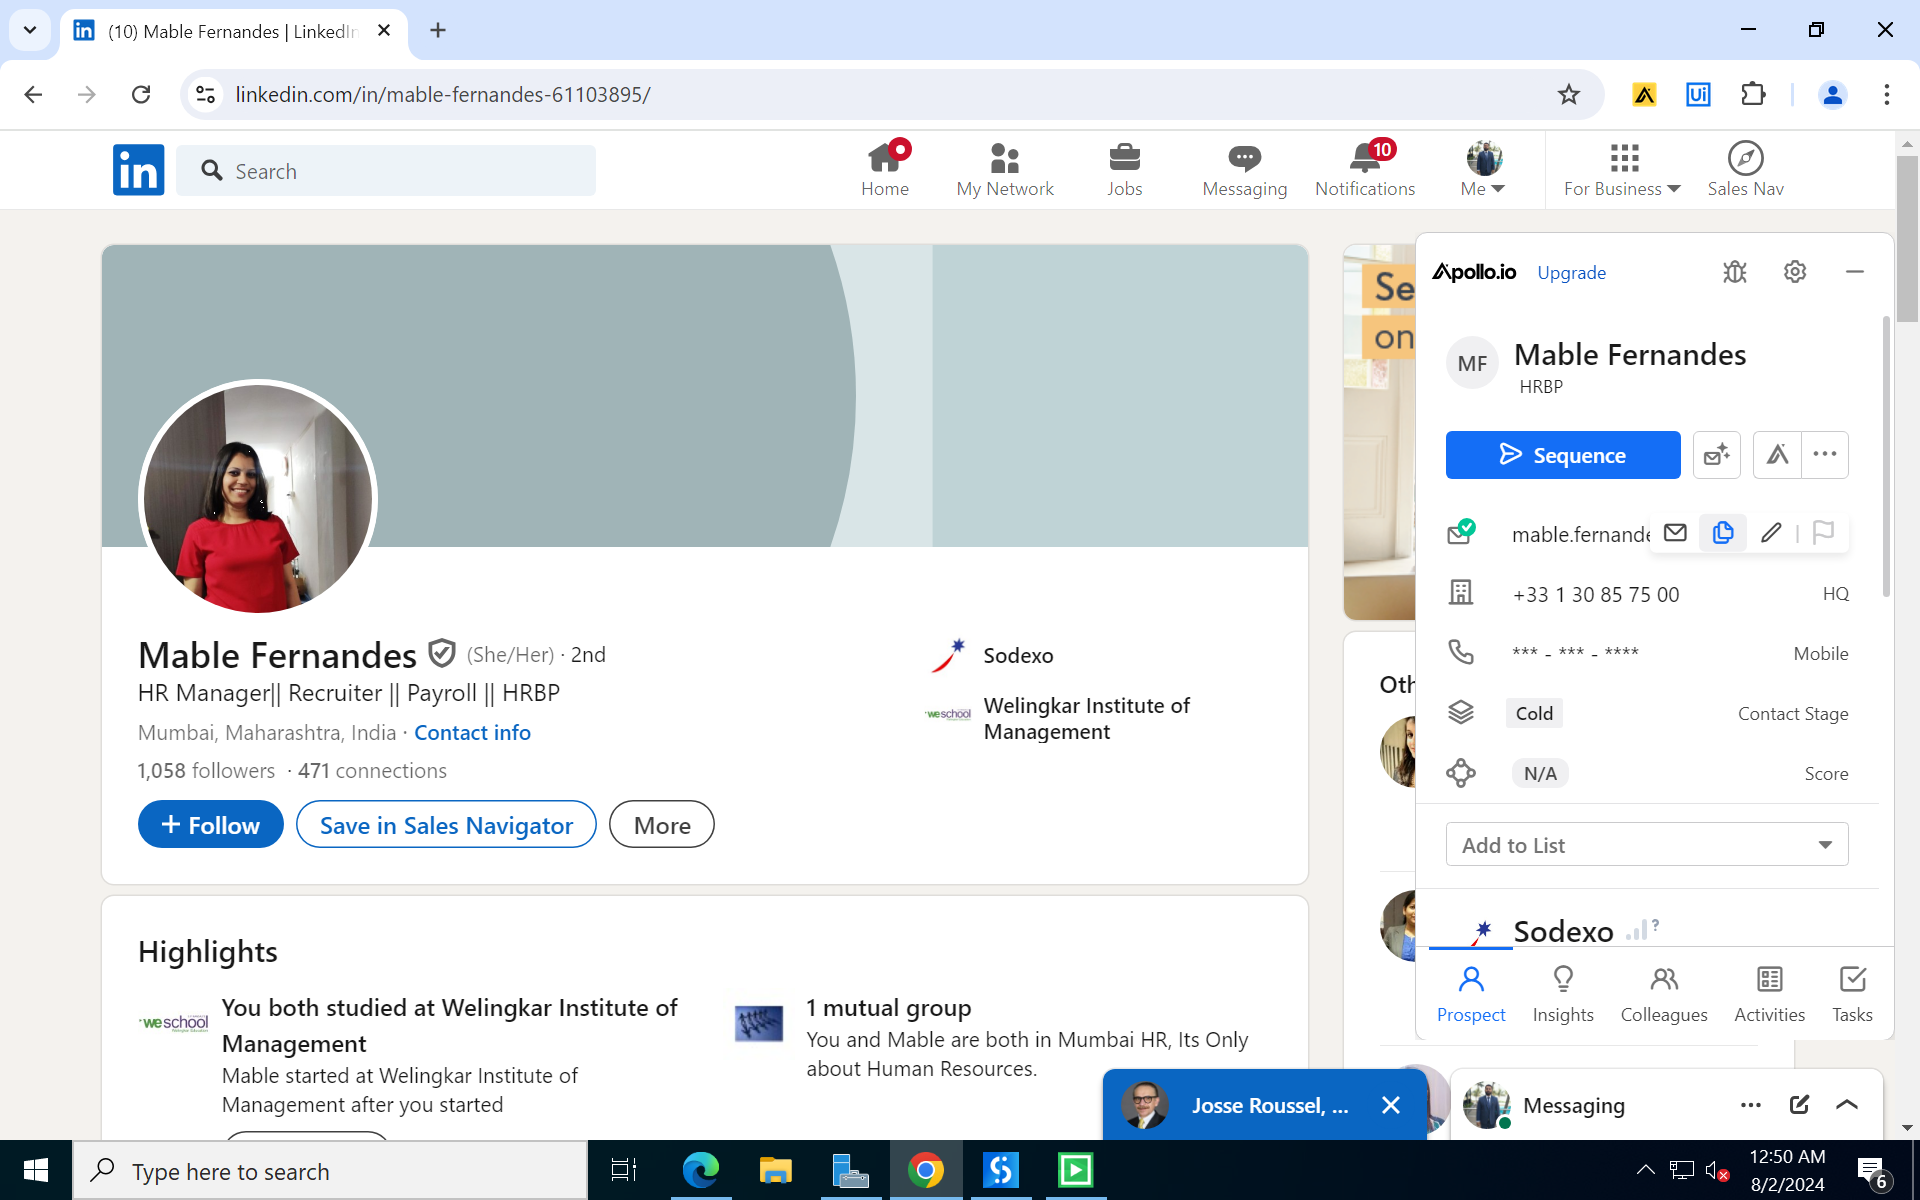 (10) Mable Fernandes | LinkedIn
linkedin.com/in/mable-fernandes-61103895/
in
Search
Home
My Network
Jobs
Messaging
10
Notifications
Me
For Business
Sales Nav
Se
on
Apollo.io
Upgrade
MF
Mable Fernandes
HRBP
Sequence
mable.fernande
+33 1 30 85 75 00
HQ
*** - *** - ****
Mobile
Cold
Contact Stage
N/A
Score
Add to List
Sodexo
?
Prospect
Insights
Colleagues
Activities
Tasks
Mable Fernandes (She/Her) · 2nd
HR Manager|| Recruiter || Payroll || HRBP
Mumbai, Maharashtra, India · Contact info
1,058 followers · 471 connections
+ Follow
Save in Sales Navigator
More
Sodexo
weschool
Welingkar Institute of
Management
Oth
Highlights
weschool
You both studied at Welingkar Institute of
Management
Mable started at Welingkar Institute of
Management after you started
1 mutual group
You and Mable are both in Mumbai HR, Its Only
about Human Resources.
Josse Roussel, ...
Messaging
Type here to search
12:50 AM
8/2/2024
6
Ui